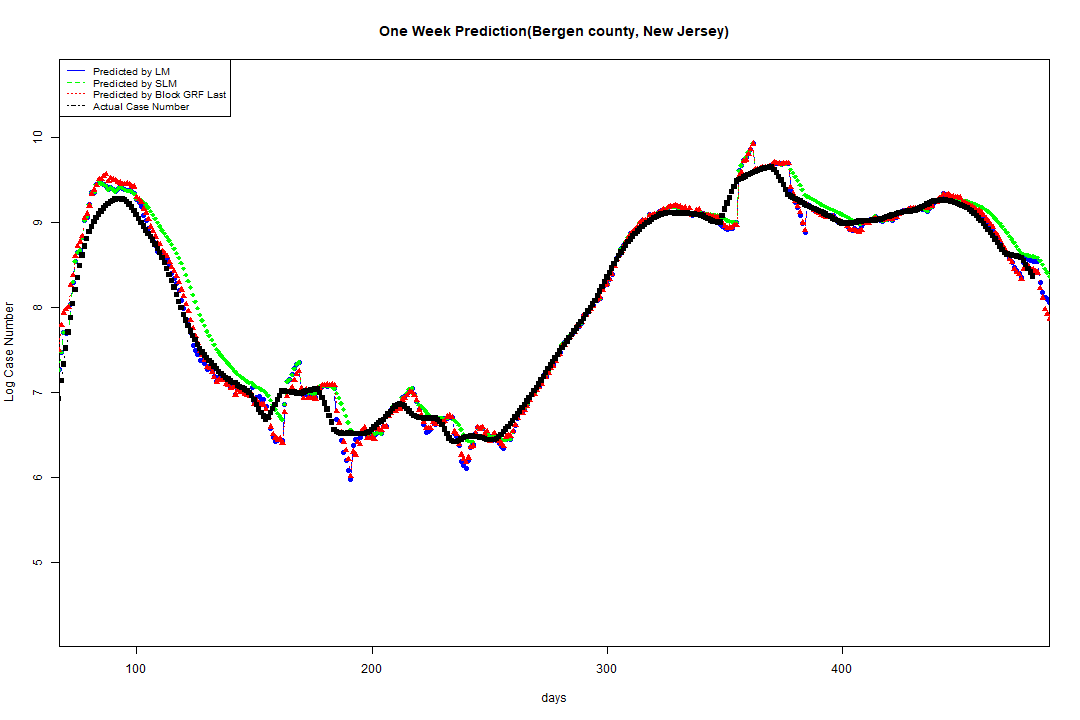 One Week Prediction(Bergen county, New Jersey)
Predicted by LM
Predicted by SLM
Predicted by Block GRF Last
Actual Case Number
10
9
8
7
6
5
Log Case Number
100
200
300
400
days